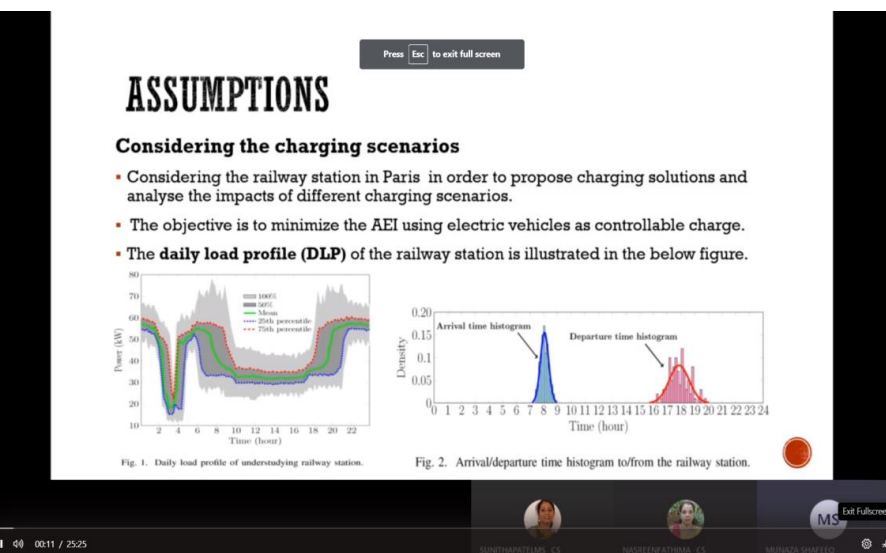 Press Esc to exit full screen
ASSUMPTIONS
Considering the charging scenarios
Considering the railway station in Paris in order to propose charging solutions and
analyse the impacts of different charging scenarios.
The objective is to minimize the AEI using electric vehicles as controllable charge.
The daily load profile (DLP) of the railway station is illustrated in the below figure.
80
70
60
50
40
30
20
10
Power (kW)
100%
50%
Mean
25th percentile
75th percentile
2 4 6 8 10 12 14 16 18 20 22
Time (hour)
Fig. 1. Daily load profile of understudying railway station.
0.20
0.15
0.1
0.05
0
Density
Arrival time histogram
Departure time histogram
0 1 2 3 4 5 6 7 8 9 10 11 12 13 14 15 16 17 18 19 20 21 22 23 24
Time (hour)
Fig. 2. Arrival/departure time histogram to/from the railway station.
MS
Exit Fullscree
SUNITHAPATELMS CS
NASREENFATHIMA CS
MUNAZA SHAFEEQ
00:11 / 25:25